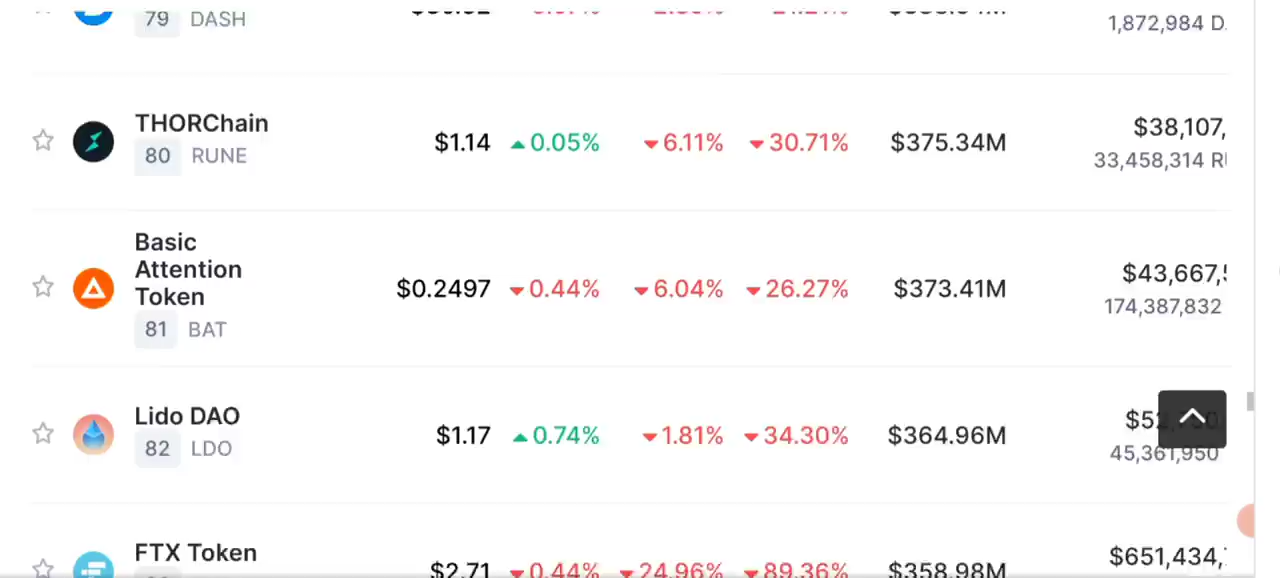 79 DASH
1,872,984 D
THORChain
80 RUNE
$1.14 0.05% 6.11% 30.71% $375.34M
$38,107,
33,458,314 RU
Basic
Attention
Token
81 BAT
$0.2497 0.44% 6.04% 26.27% $373.41M
$43,667,5
174,387,832
Lido DAO
82 LDO
$1.17 0.74% 1.81% 34.30% $364.96M
45,361,950
FTX Token
$2.71 0.44% 24.96% 89.36% $358.98M
$651,434,